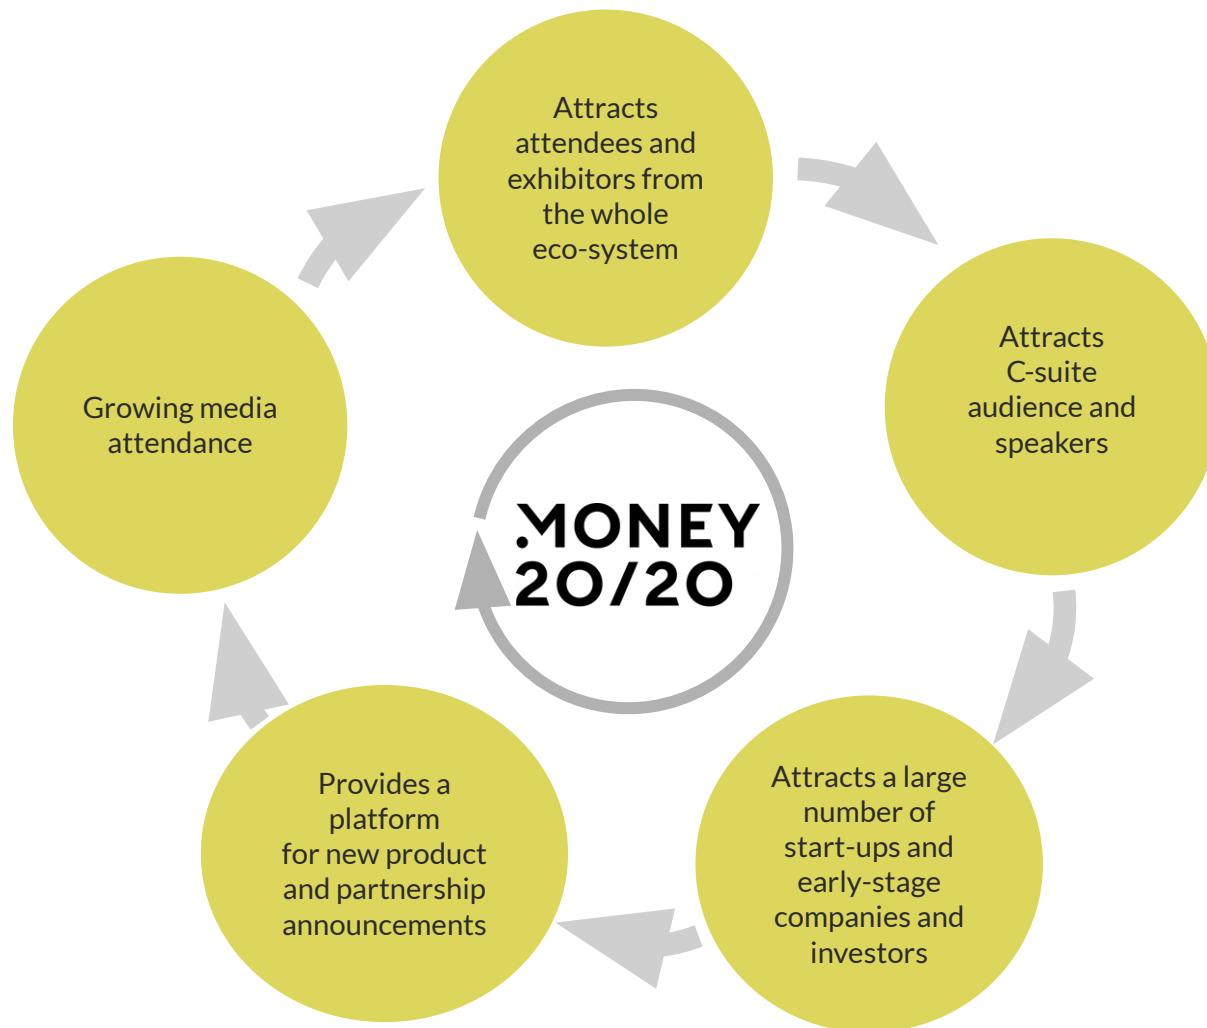 Attracts
attendees and
exhibitors from
the whole
eco-system
Attracts
C-suite
audience and
speakers
Attracts a large
number of
start-ups and
early-stage
companies and
investors
Provides a
platform
for new product
and partnership
announcements
Growing media
attendance
MONEY
20/20